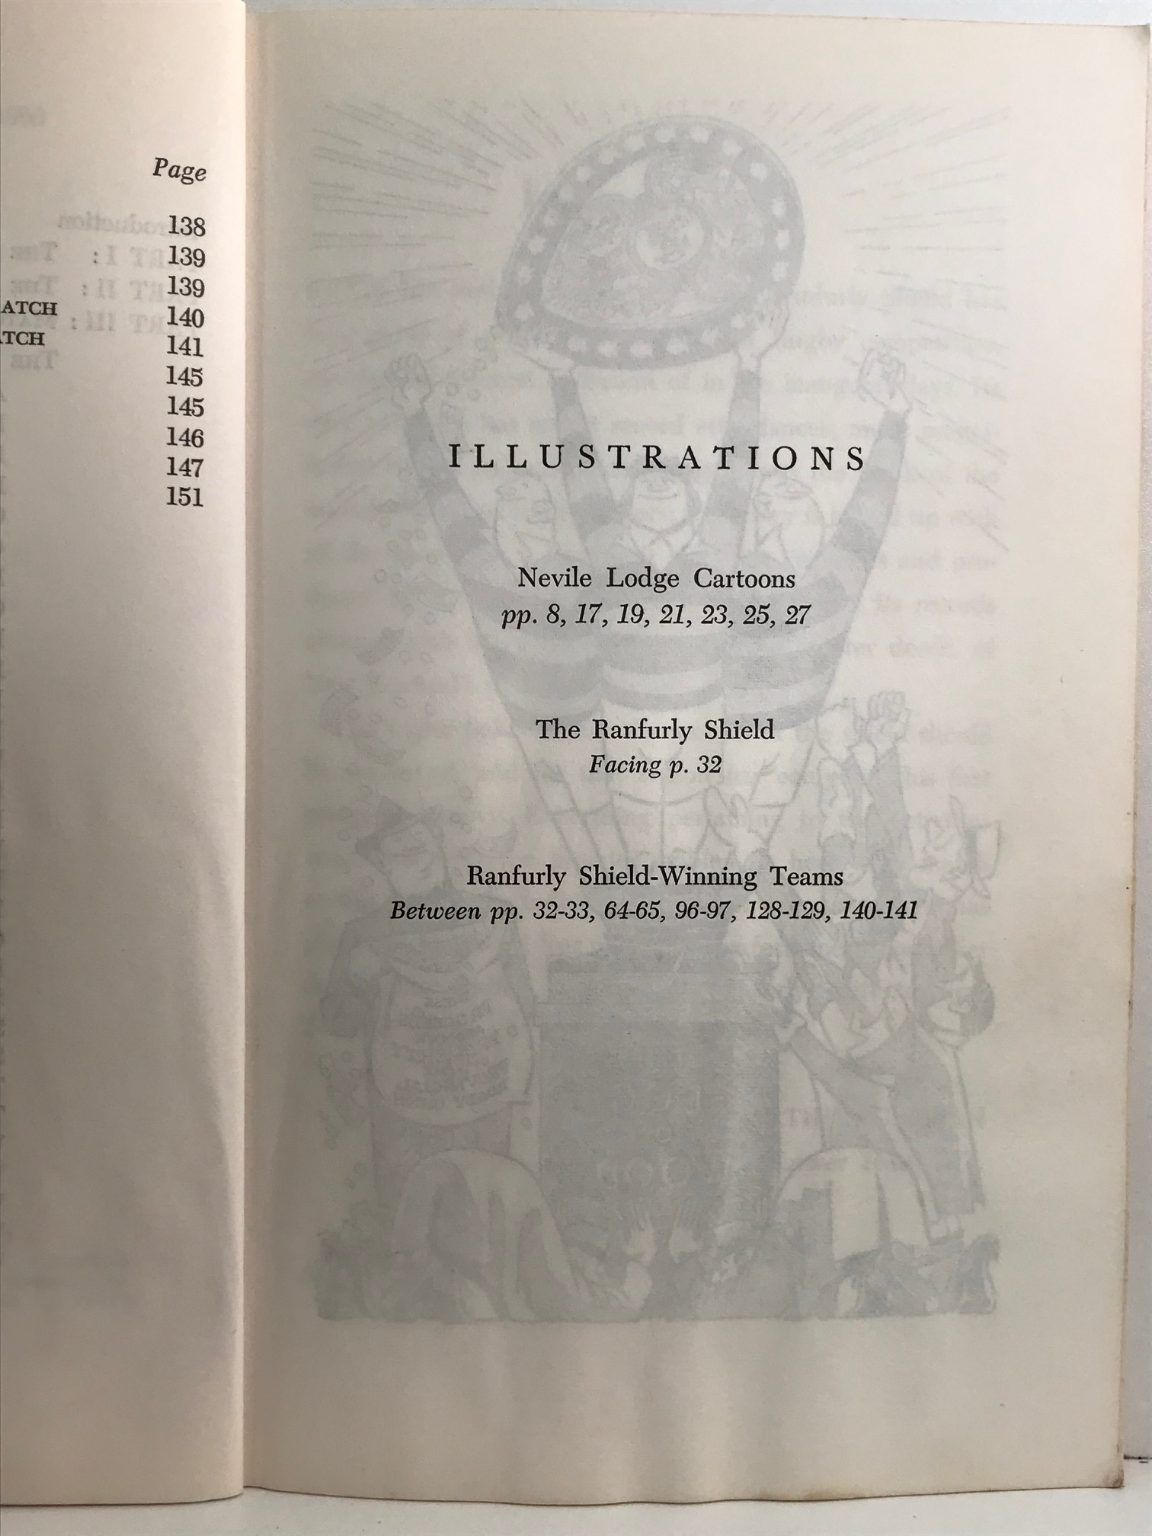 Page
138
139
139
ATCH 140
TCH 141
145
145
146
147
151
ILLUSTRATIONS
Nevile Lodge Cartoons
pp. 8, 17, 19, 21, 23, 25, 27
The Ranfurly Shield
Facing p. 32
Ranfurly Shield-Winning Teams
Between pp. 32-33, 64-65, 96-97, 128-129, 140-141